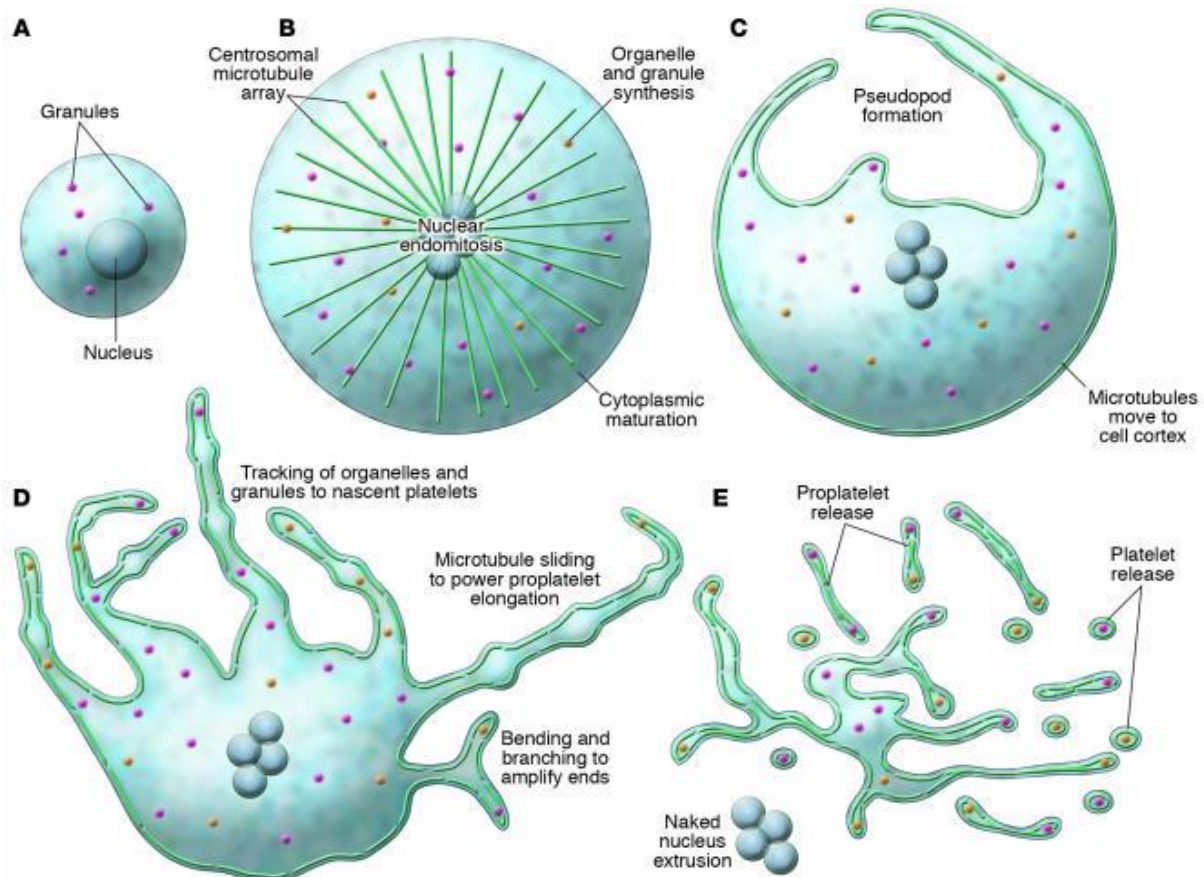 A
Granules
Nucleus
B
Centrosomal
microtubule
array
Organelle
and granule
synthesis
Nuclear
endomitosis
Cytoplasmic
maturation
C
Pseudopod
formation
Microtubules
move to
cell cortex
D
Tracking of organelles and
granules to nascent platelets
Microtubule sliding
to power proplatelet
elongation
Bending and
branching to
amplify ends
E
Proplatelet
release
Platelet
release
Naked
nucleus
extrusion